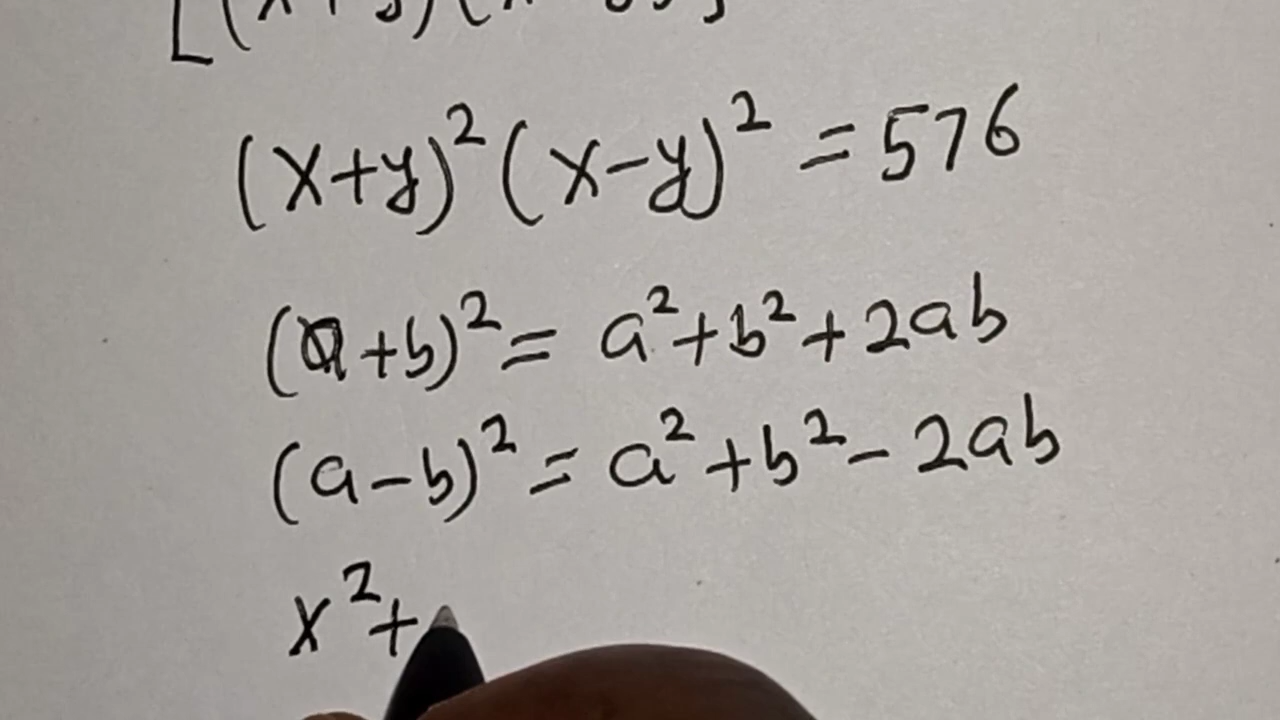 (x+y)²(x-y)² = 576
(a+b)² = a²+b²+2ab
(a-b)² = a²+b²-2ab
x²+